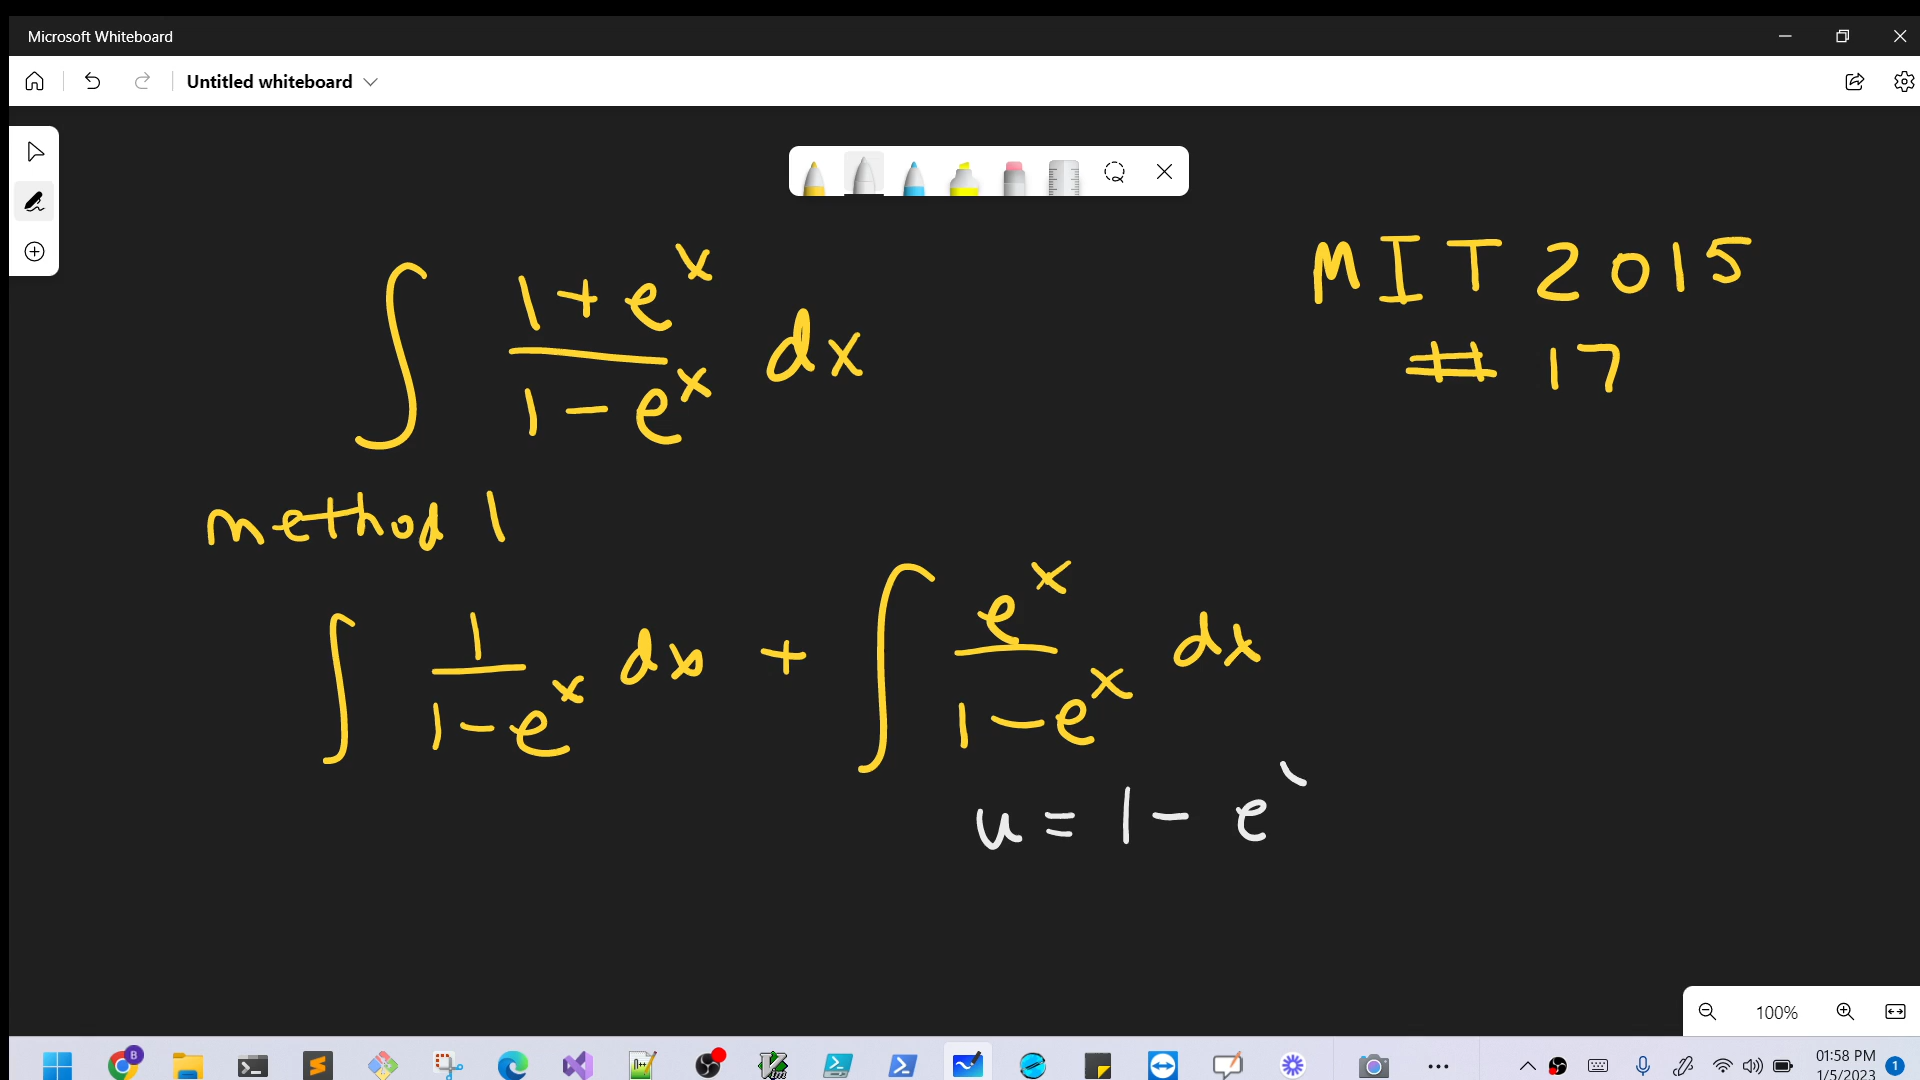 Microsoft Whiteboard
Untitled whiteboard
∫ (1+e^x)/(1-e^x) dx
MIT 2015
# 17
method 1
∫ 1/(1-e^x) dx + ∫ e^x/(1-e^x) dx
u = 1 - e
100%
01:58 PM
1/5/2023
1